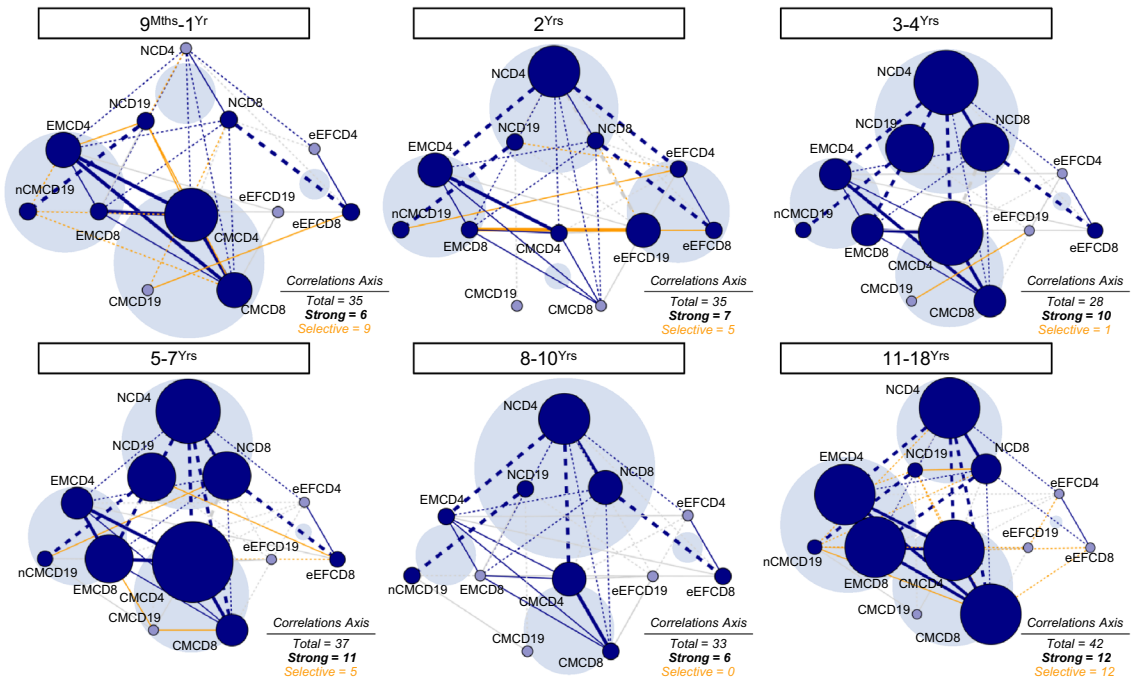 9Mths-1Yr
NCD4
NCD19
NCD8
EMCD4
eEFCD4
nCMCD19
eEFCD19
eEFCD8
EMCD8
CMCD4
CMCD19
CMCD8
Correlations Axis
Total = 35
Strong = 6
Selective = 9
2Yrs
NCD4
NCD19
NCD8
EMCD4
eEFCD4
nCMCD19
EMCD8
CMCD4
eEFCD19
eEFCD8
CMCD19
CMCD8
Correlations Axis
Total = 35
Strong = 7
Selective = 5
3-4Yrs
NCD4
NCD19
NCD8
EMCD4
eEFCD4
nCMCD19
eEFCD19
EMCD8
eEFCD8
CMCD4
CMCD19
CMCD8
Correlations Axis
Total = 28
Strong = 10
Selective = 1
5-7Yrs
NCD4
NCD19
NCD8
EMCD4
eEFCD4
eEFCD19
nCMCD19
eEFCD8
EMCD8
CMCD4
CMCD19
CMCD8
Correlations Axis
Total = 37
Strong = 11
Selective = 5
8-10Yrs
NCD4
NCD19
NCD8
EMCD4
eEFCD4
nCMCD19
EMCD8
eEFCD19
eEFCD8
CMCD4
CMCD19
CMCD8
Correlations Axis
Total = 33
Strong = 6
Selective = 0
11-18Yrs
NCD4
NCD19
NCD8
EMCD4
eEFCD4
eEFCD19
nCMCD19
eEFCD8
EMCD8
CMCD4
CMCD19
CMCD8
Correlations Axis
Total = 42
Strong = 12
Selective = 12